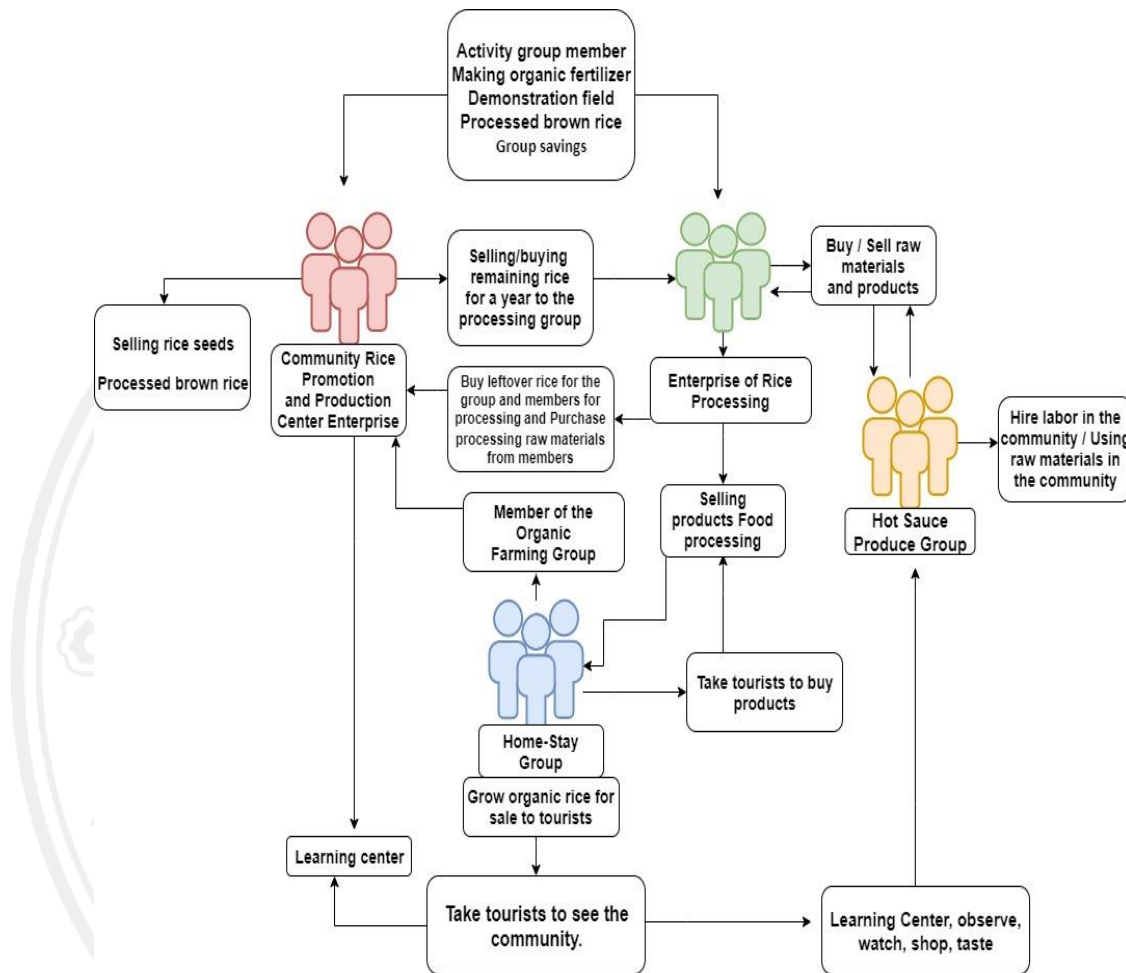 Activity group member
Making organic fertilizer
Demonstration field
Processed brown rice
Group savings
Selling/buying
remaining rice
for a year to the
processing group
Buy / Sell raw
materials
and products
Selling rice seeds
Processed brown rice
Community Rice
Promotion
and Production
Center Enterprise
Buy leftover rice for the
group and members for
processing and Purchase
processing raw materials
from members
Enterprise of Rice
Processing
Hire labor in the
community / Using
raw materials in
the community
Member of the
Organic
Farming Group
Selling
products Food
processing
Hot Sauce
Produce Group
Take tourists to buy
products
Home-Stay
Group
Grow organic rice for
sale to tourists
Learning center
Take tourists to see the
community.
Learning Center, observe,
watch, shop, taste